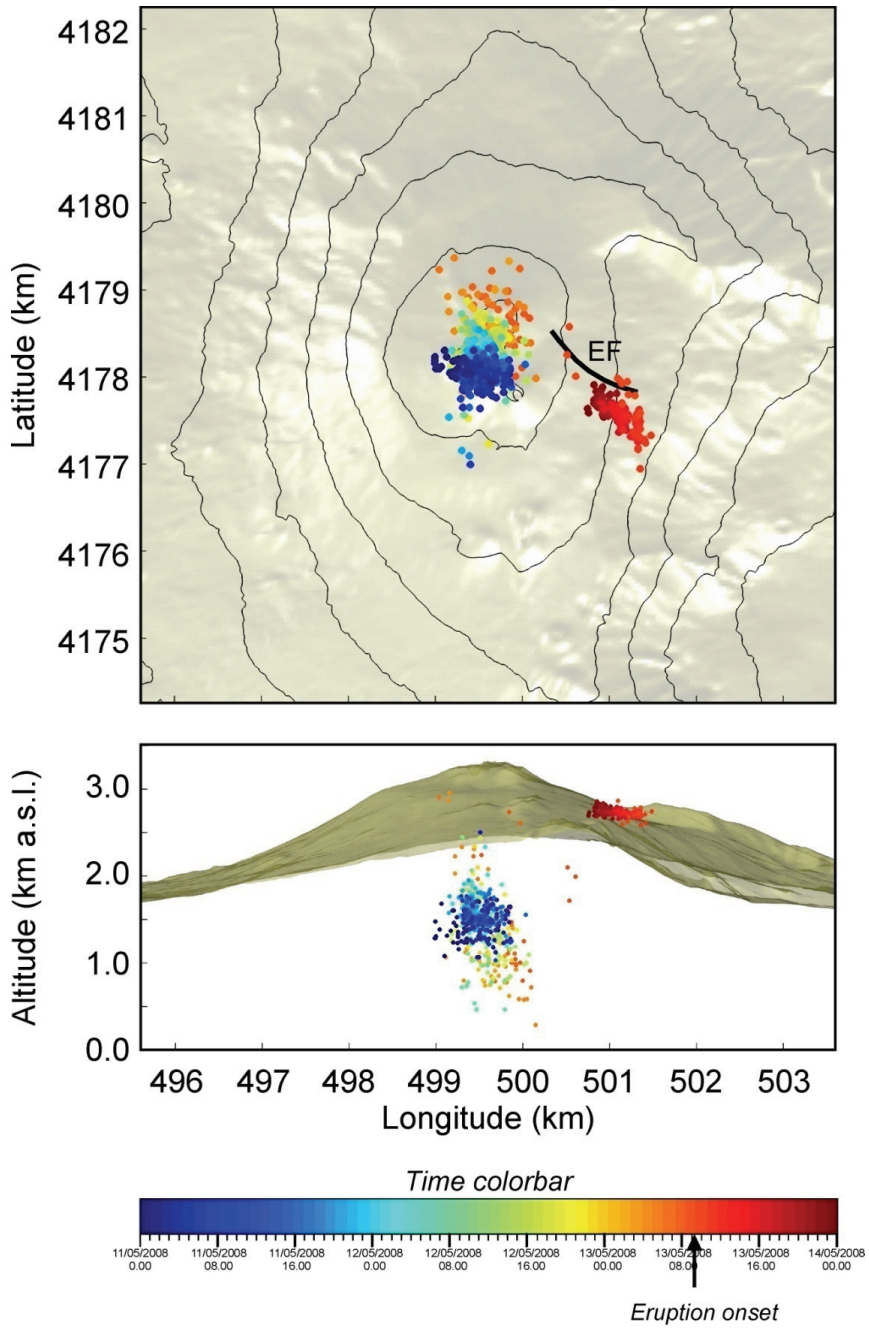 4182
4181
4180
4179
4178
4177
4176
4175
Latitude (km)
EF
3.0
2.0
1.0
0.0
Altitude (km a.s.l.)
496 497 498 499 500 501 502 503
Longitude (km)
Time colorbar
11/05/2008 11/05/2008 11/05/2008 12/05/2008 12/05/2008 12/05/2008 13/05/2008 13/05/2008 13/05/2008 14/05/2008
0.00 08.00 16.00 0.00 08.00 16.00 00.00 08.00 16.00 00.00
Eruption onset